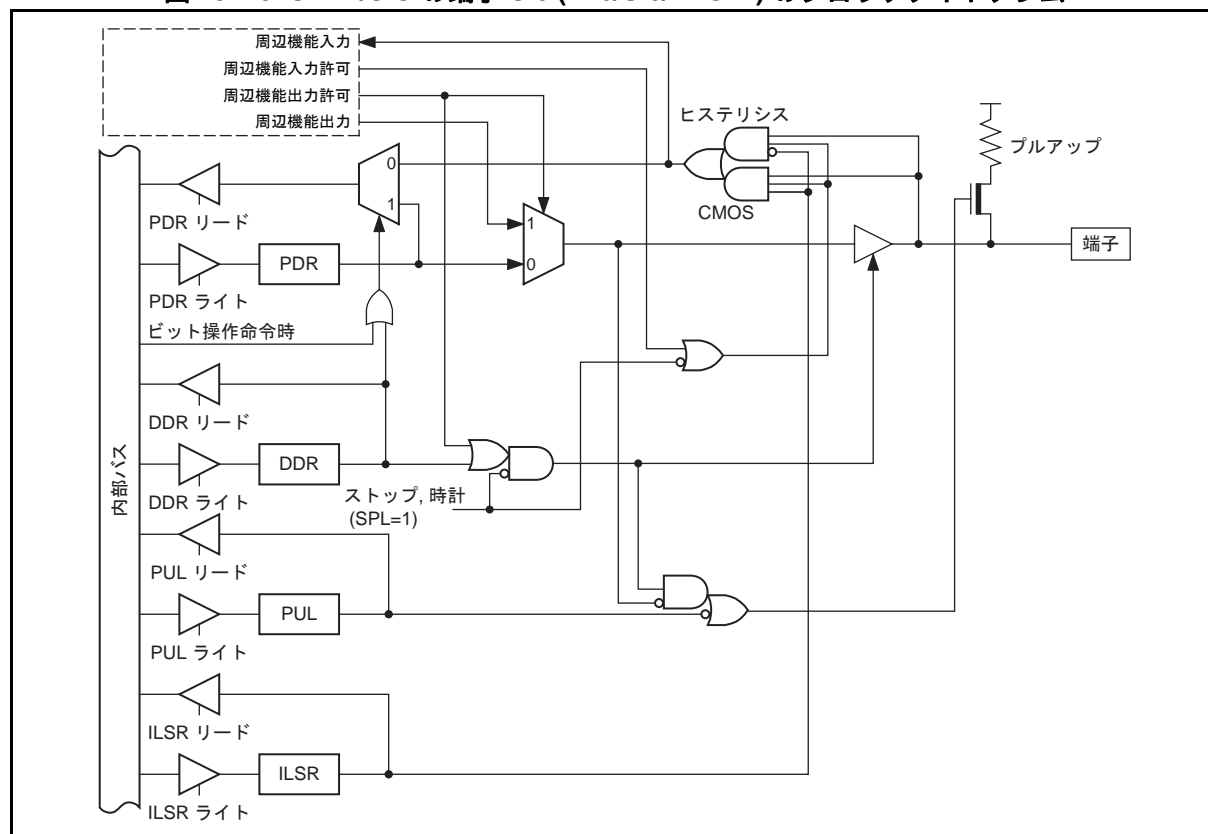 周辺機能入力
周辺機能入力許可
周辺機能出力許可
周辺機能出力
ヒステリシス
プルアップ
0
1
CMOS
PDR リード
1
0
端子
PDR
PDR ライト
ビット操作命令時
DDR リード
DDR
DDR ライト
ストップ, 時計
(SPL=1)
内部バス
PUL リード
PUL
PUL ライト
ILSR リード
ILSR
ILSR ライト